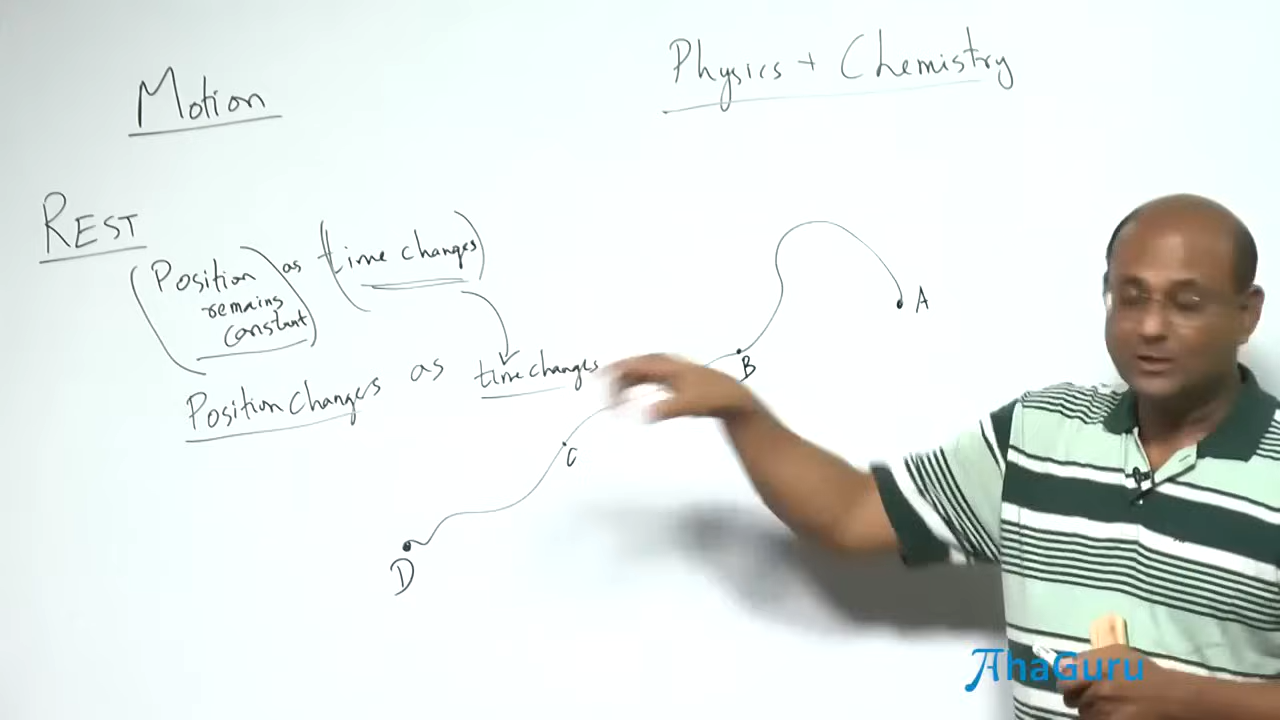 Motion
Physics + Chemistry
REST
(Position as (time changes)
remains
constant)
Position changes as time changes
A
B
C
D
AhaGuru